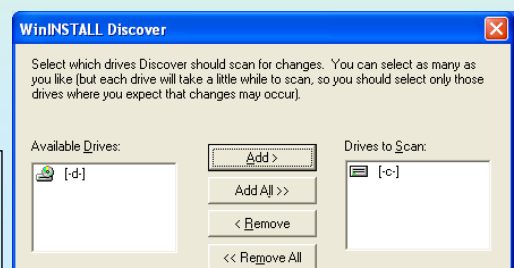 WinINSTALL Discover
Select which drives Discover should scan for changes.  You can select as many as
you like (but each drive will take a little while to scan, so you should select only those
drives where you expect that changes may occur).
Available Drives:
Drives to Scan:
[-d-]
Add >
[-c-]
Add All >>
< Remove
<< Remove All